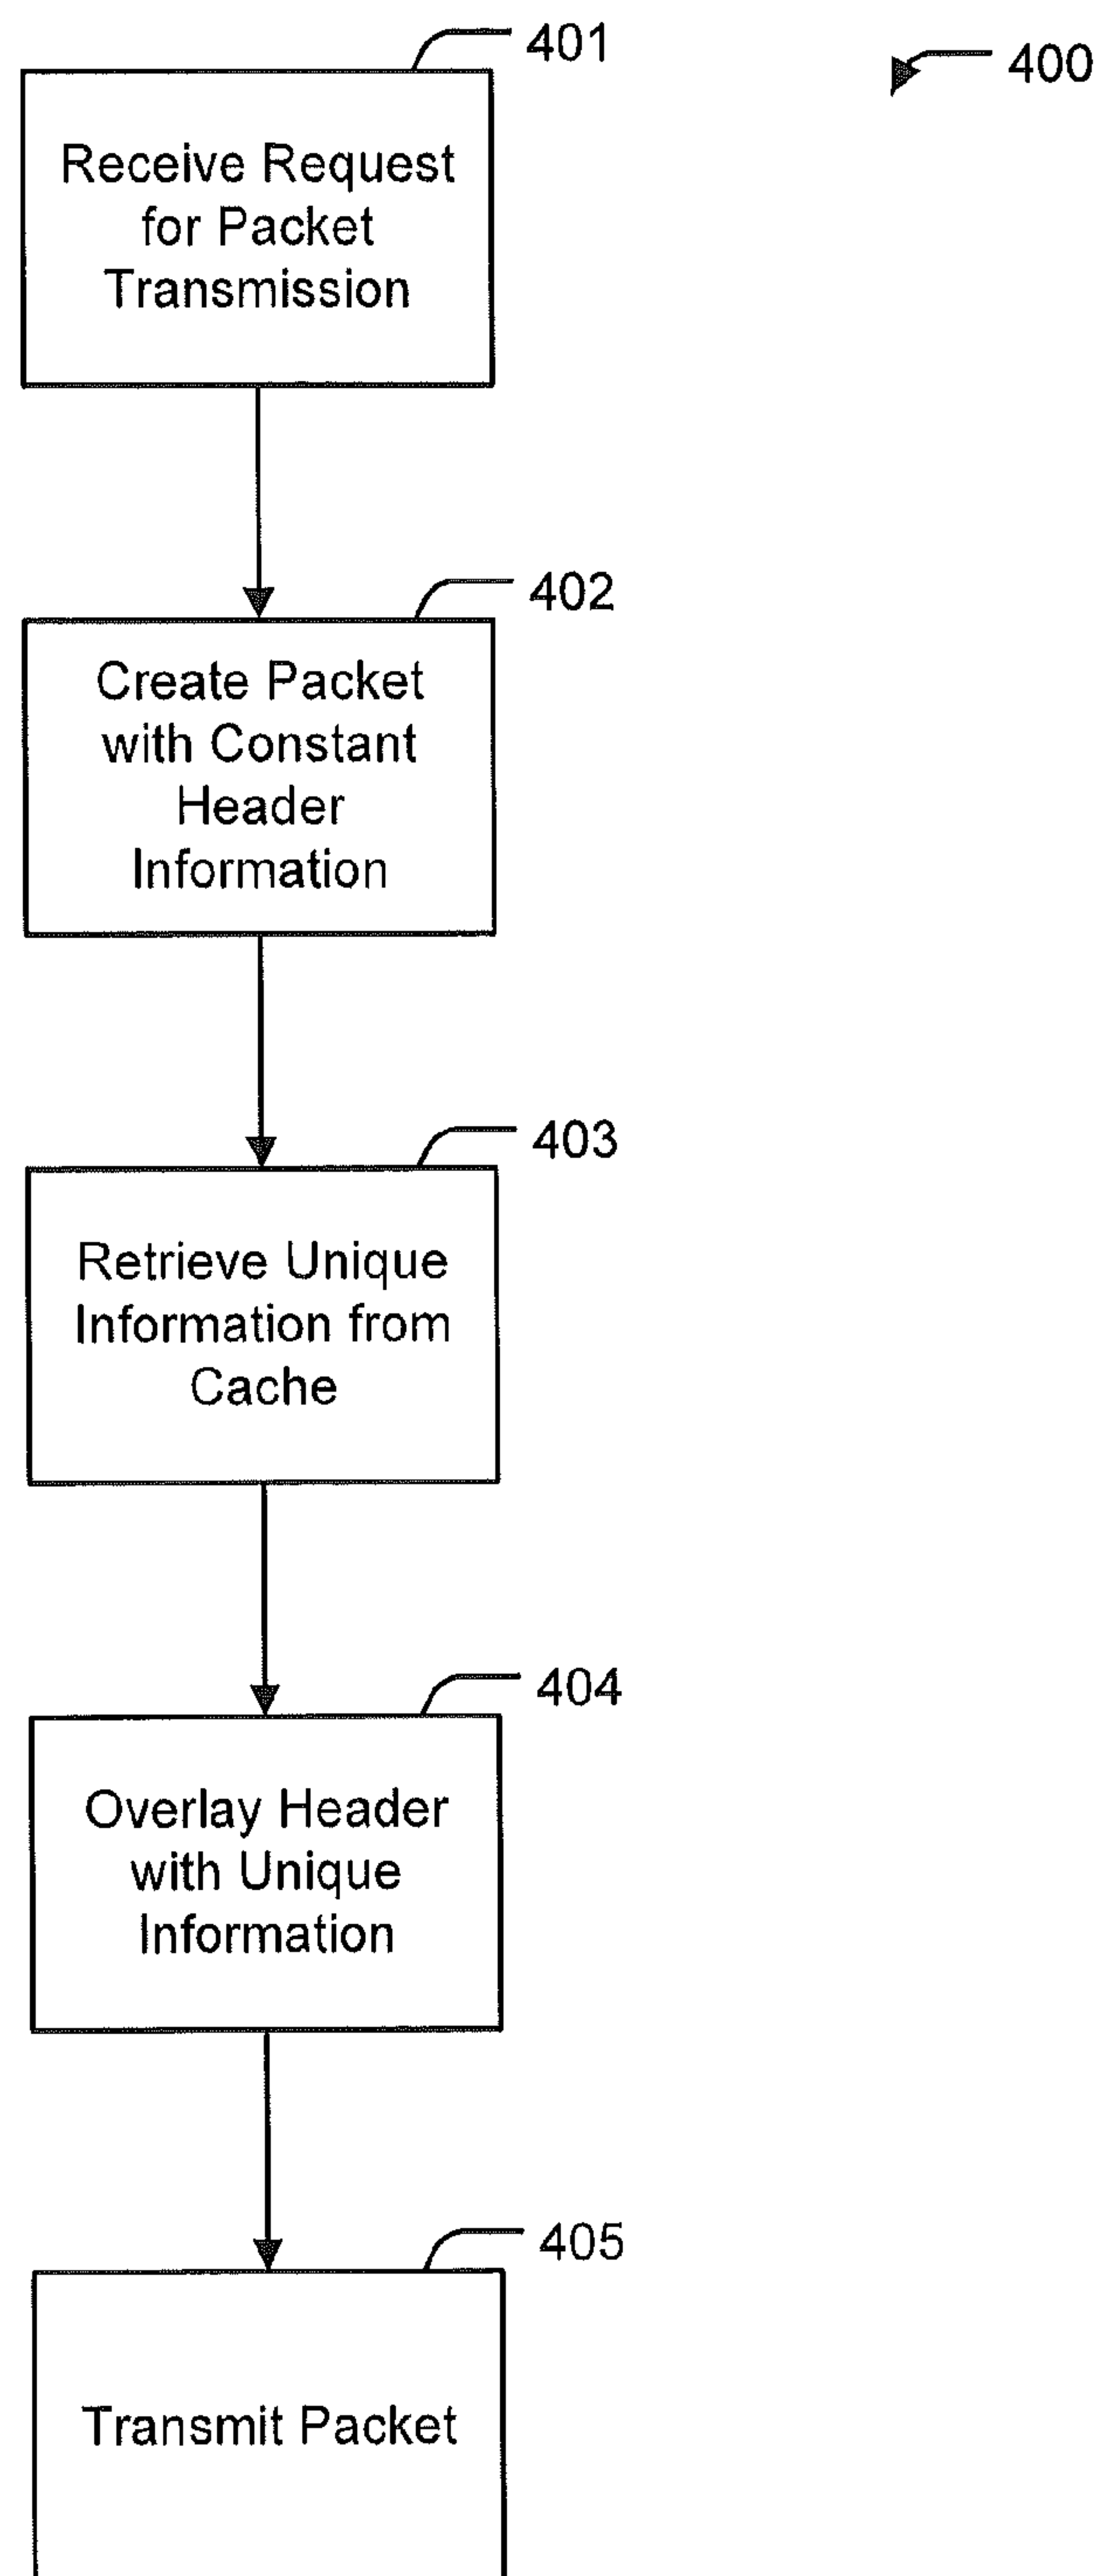 401
400
Receive Request
for Packet
Transmission
402
Create Packet
with Constant
Header
Information
403
Retrieve Unique
Information from
Cache
404
Overlay Header
with Unique
Information
405
Transmit Packet